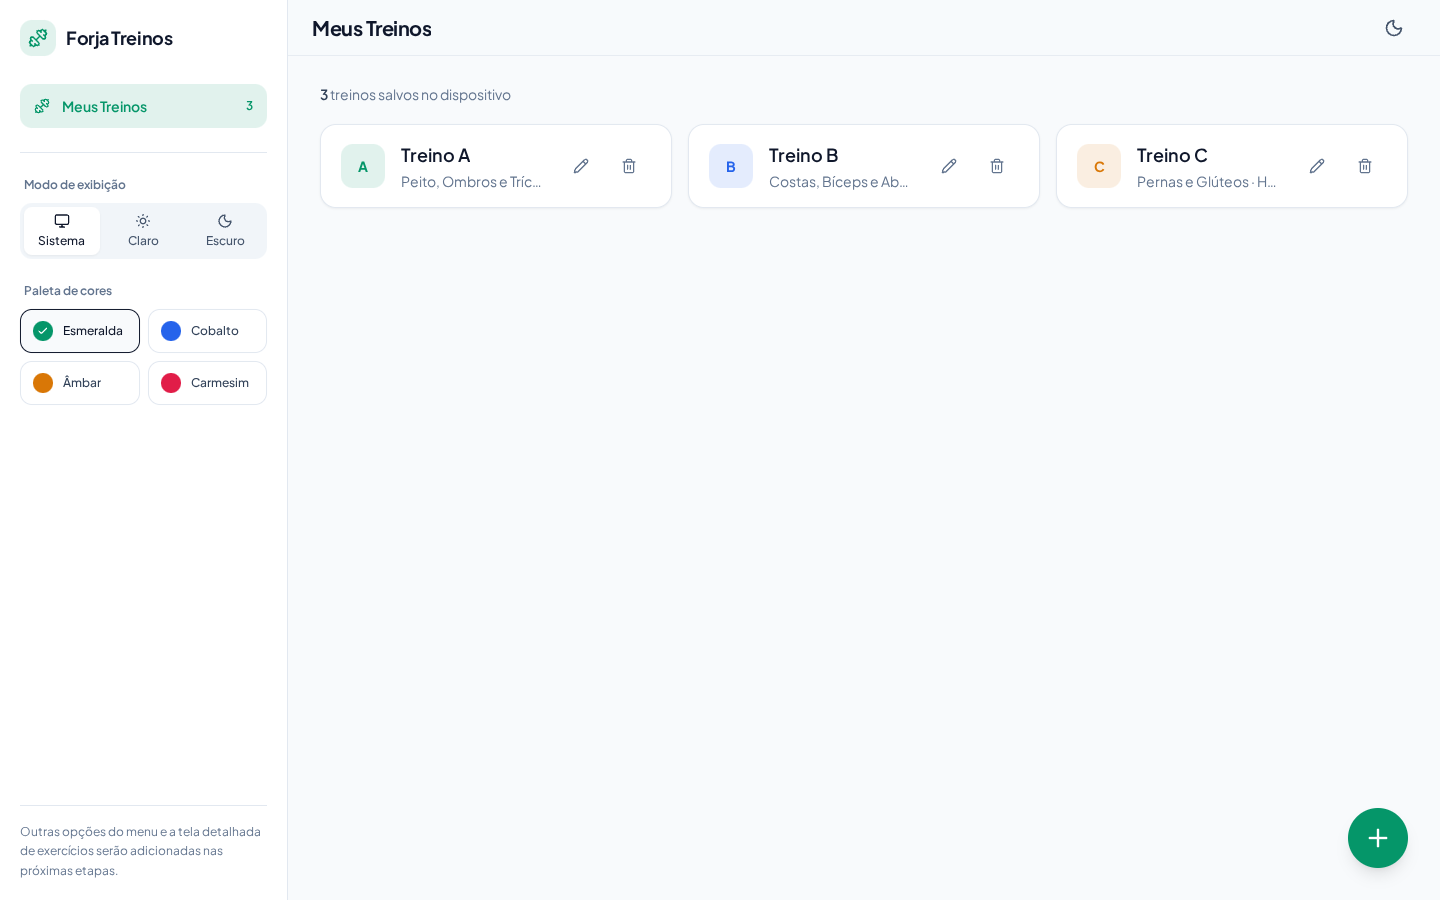 Forja Treinos
Meus Treinos
3
Modo de exibição
Sistema
Claro
Escuro
Paleta de cores
Esmeralda
Cobalto
Âmbar
Carmesim
Outras opções do menu e a tela detalhada
de exercícios serão adicionadas nas
próximas etapas.
Meus Treinos
3 treinos salvos no dispositivo
A
Treino A
Peito, Ombros e Tríc...
B
Treino B
Costas, Bíceps e Ab...
C
Treino C
Pernas e Glúteos · H...